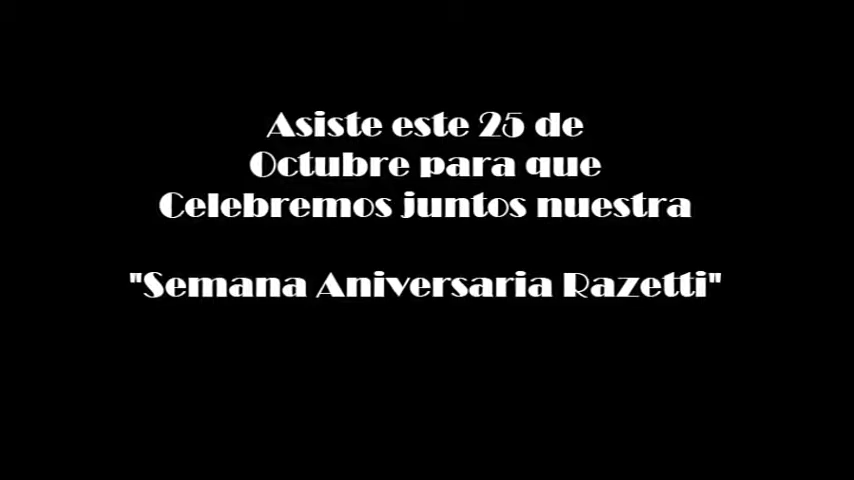 Asiste este 25 de
Octubre para que
Celebremos juntos nuestra
"Semana Aniversaria Razetti"